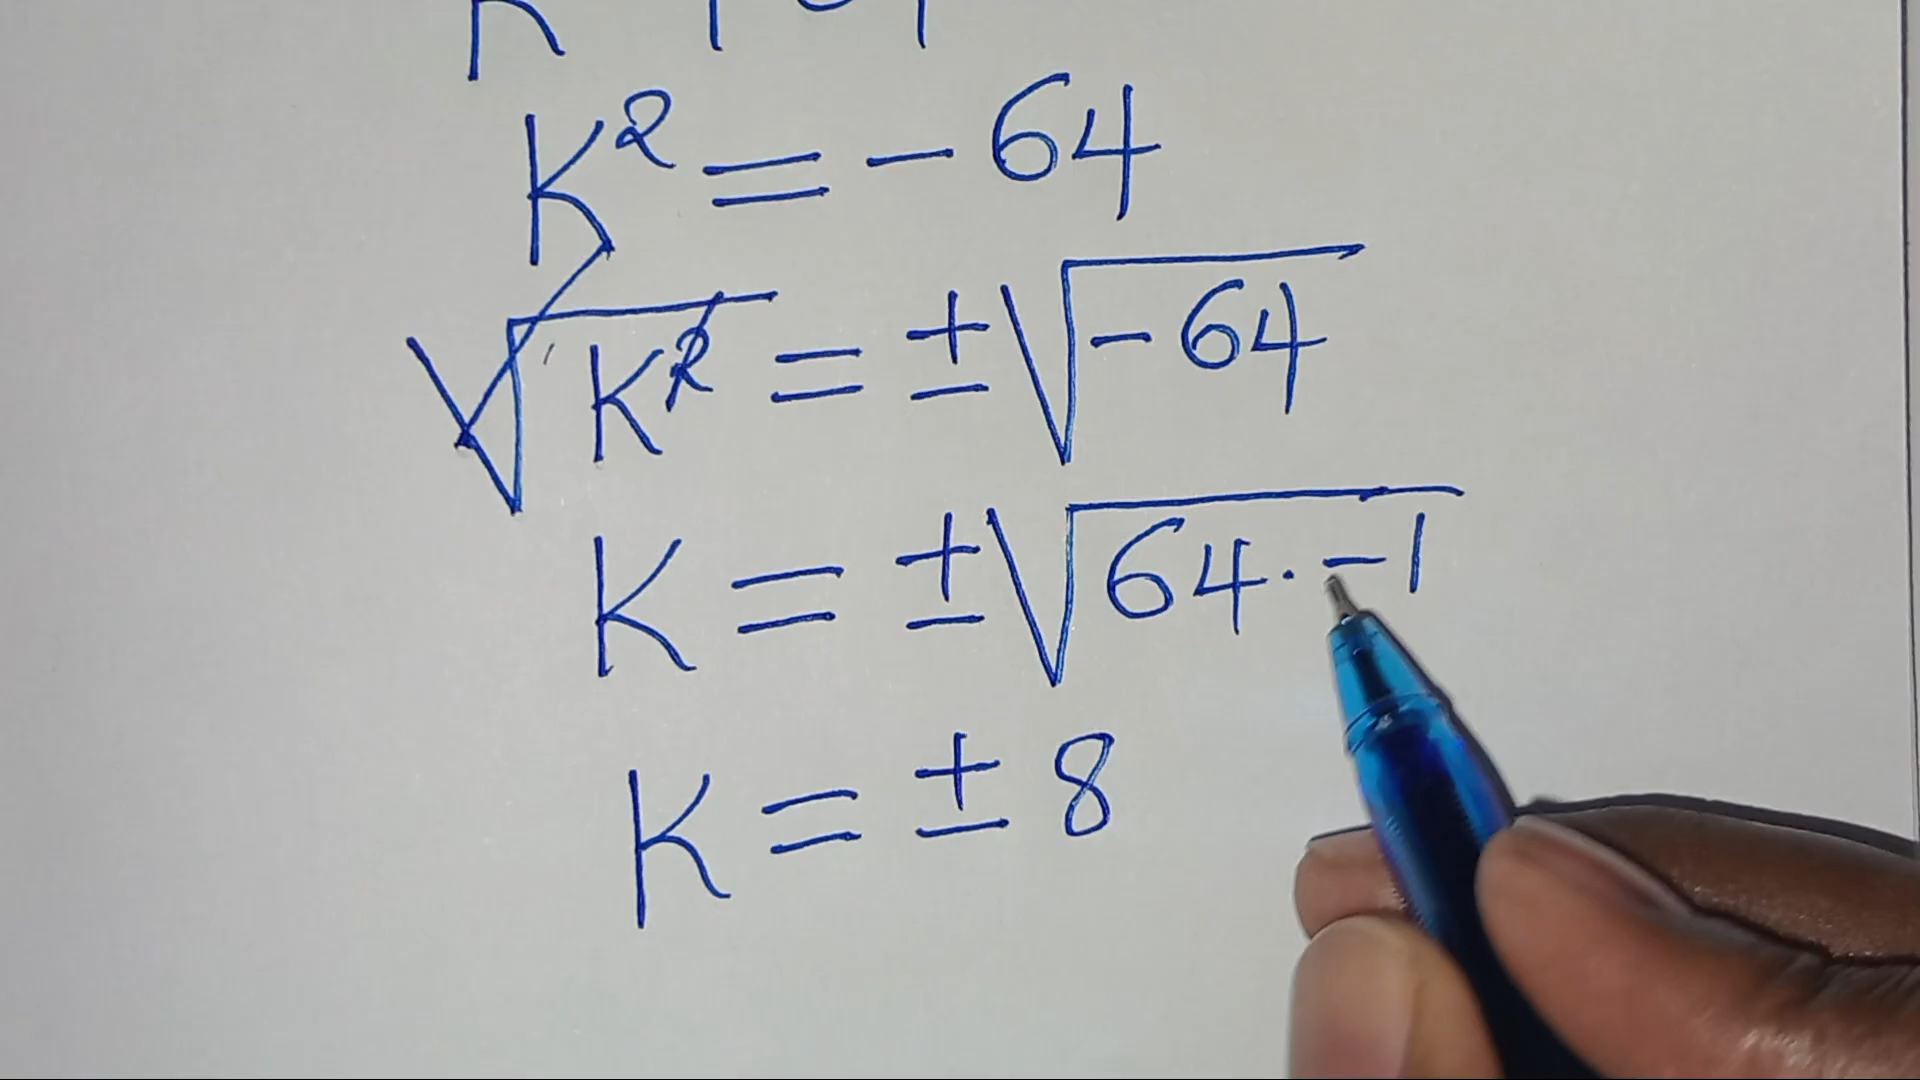 K² = - 64
√K² = ± √-64
K = ± √64 · -1
K = ± 8